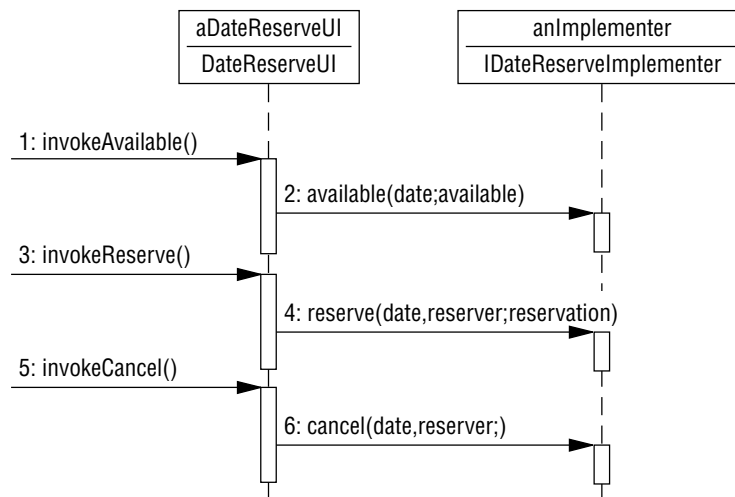 aDateReserveUI
DateReserveUI
anImplementer
IDateReserveImplementer
1: invokeAvailable()
2: available(date;available)
3: invokeReserve()
4: reserve(date,reserver;reservation)
5: invokeCancel()
6: cancel(date,reserver;)